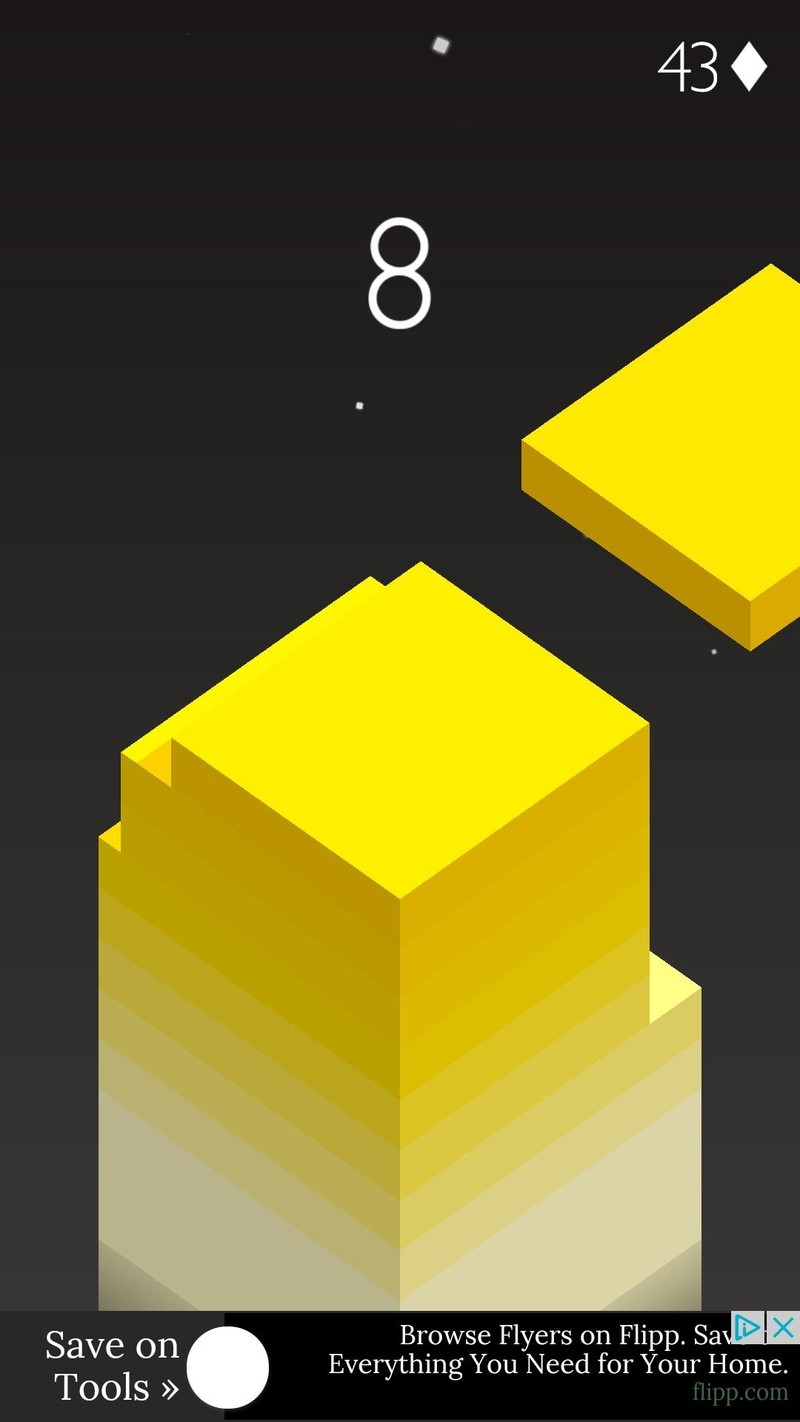 43
8
Save on
Tools »
Browse Flyers on Flipp.
Everything You Need for Your Home.
flipp.com